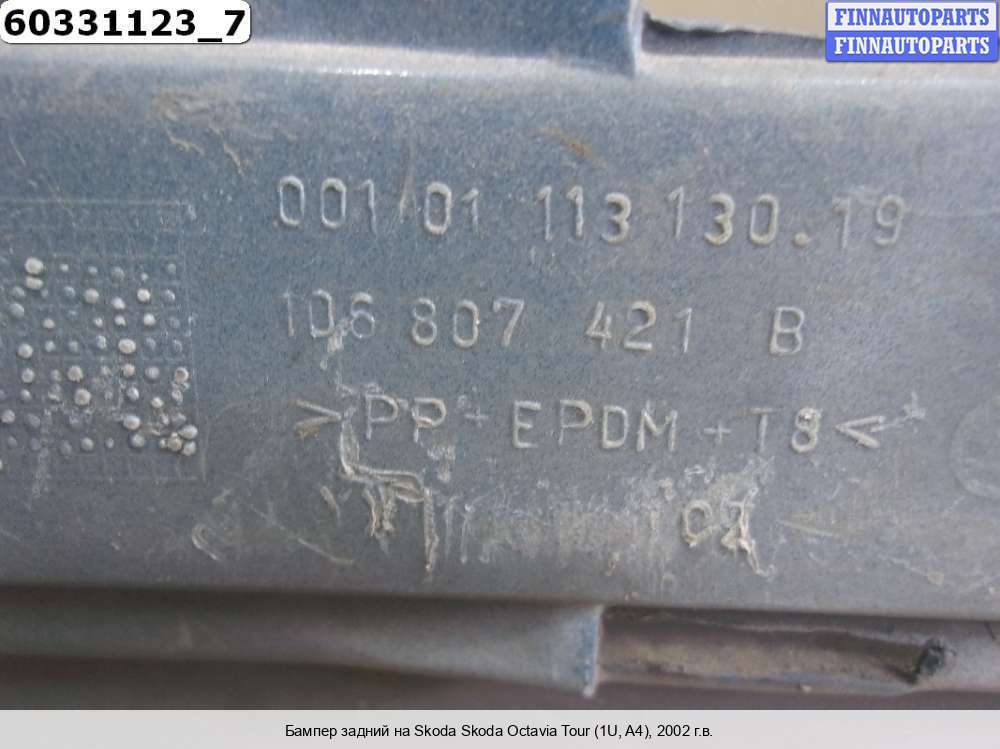 60331123_7
FINNAUTOPARTS
FINNAUTOPARTS
001/01 113 130.19
1U6 807 421 B
>PP+EPDM+T8<
02
Бампер задний на Skoda Skoda Octavia Tour (1U, A4), 2002 г.в.